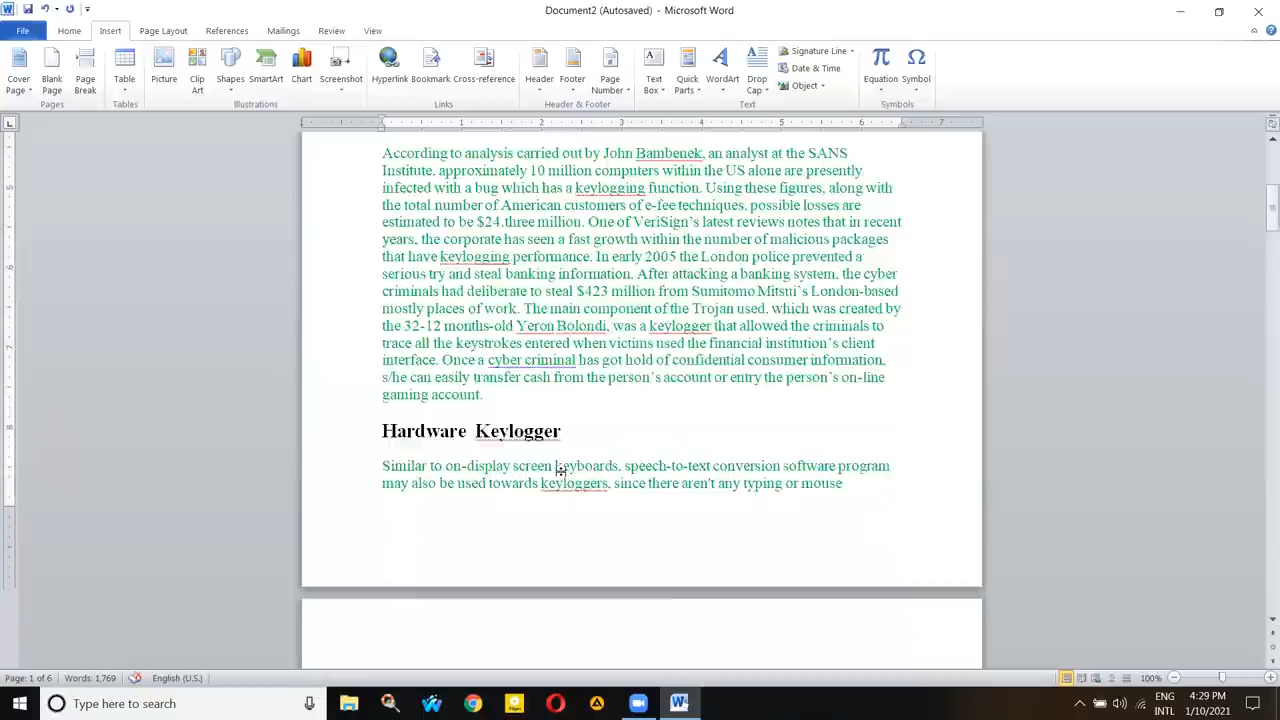 Document2 (Autosaved) - Microsoft Word
File Home Insert Page Layout References Mailings Review View
Cover Page Blank Page Page Break Table Picture Clip Art Shapes SmartArt Chart Screenshot Hyperlink Bookmark Cross-reference Header Footer Page Number Text Box Quick Parts WordArt Drop Cap Signature Line Date & Time Object Equation Symbol
Pages Tables Illustrations Links Header & Footer Text Symbols
1 2 3 4 5 6 7
According to analysis carried out by John Bambenek, an analyst at the SANS
Institute, approximately 10 million computers within the US alone are presently
infected with a bug which has a keylogging function. Using these figures, along with
the total number of American customers of e-fee techniques, possible losses are
estimated to be $24.three million. One of VeriSign's latest reviews notes that in recent
years, the corporate has seen a fast growth within the number of malicious packages
that have keylogging performance. In early 2005 the London police prevented a
serious try and steal banking information. After attacking a banking system, the cyber
criminals had deliberate to steal $423 million from Sumitomo Mitsui's London-based
mostly places of work. The main component of the Trojan used, which was created by
the 32-12 months-old Yeron Bolondi, was a keylogger that allowed the criminals to
trace all the keystrokes entered when victims used the financial institution's client
interface. Once a cyber criminal has got hold of confidential consumer information,
s/he can easily transfer cash from the person's account or entry the person's on-line
gaming account.
Hardware Keylogger
Similar to on-display screen keyboards, speech-to-text conversion software program
may also be used towards keyloggers, since there aren't any typing or mouse
Page: 1 of 6 Words: 1,769 English (U.S.) 100%
Type here to search
ENG 4:29 PM
INTL 1/10/2021